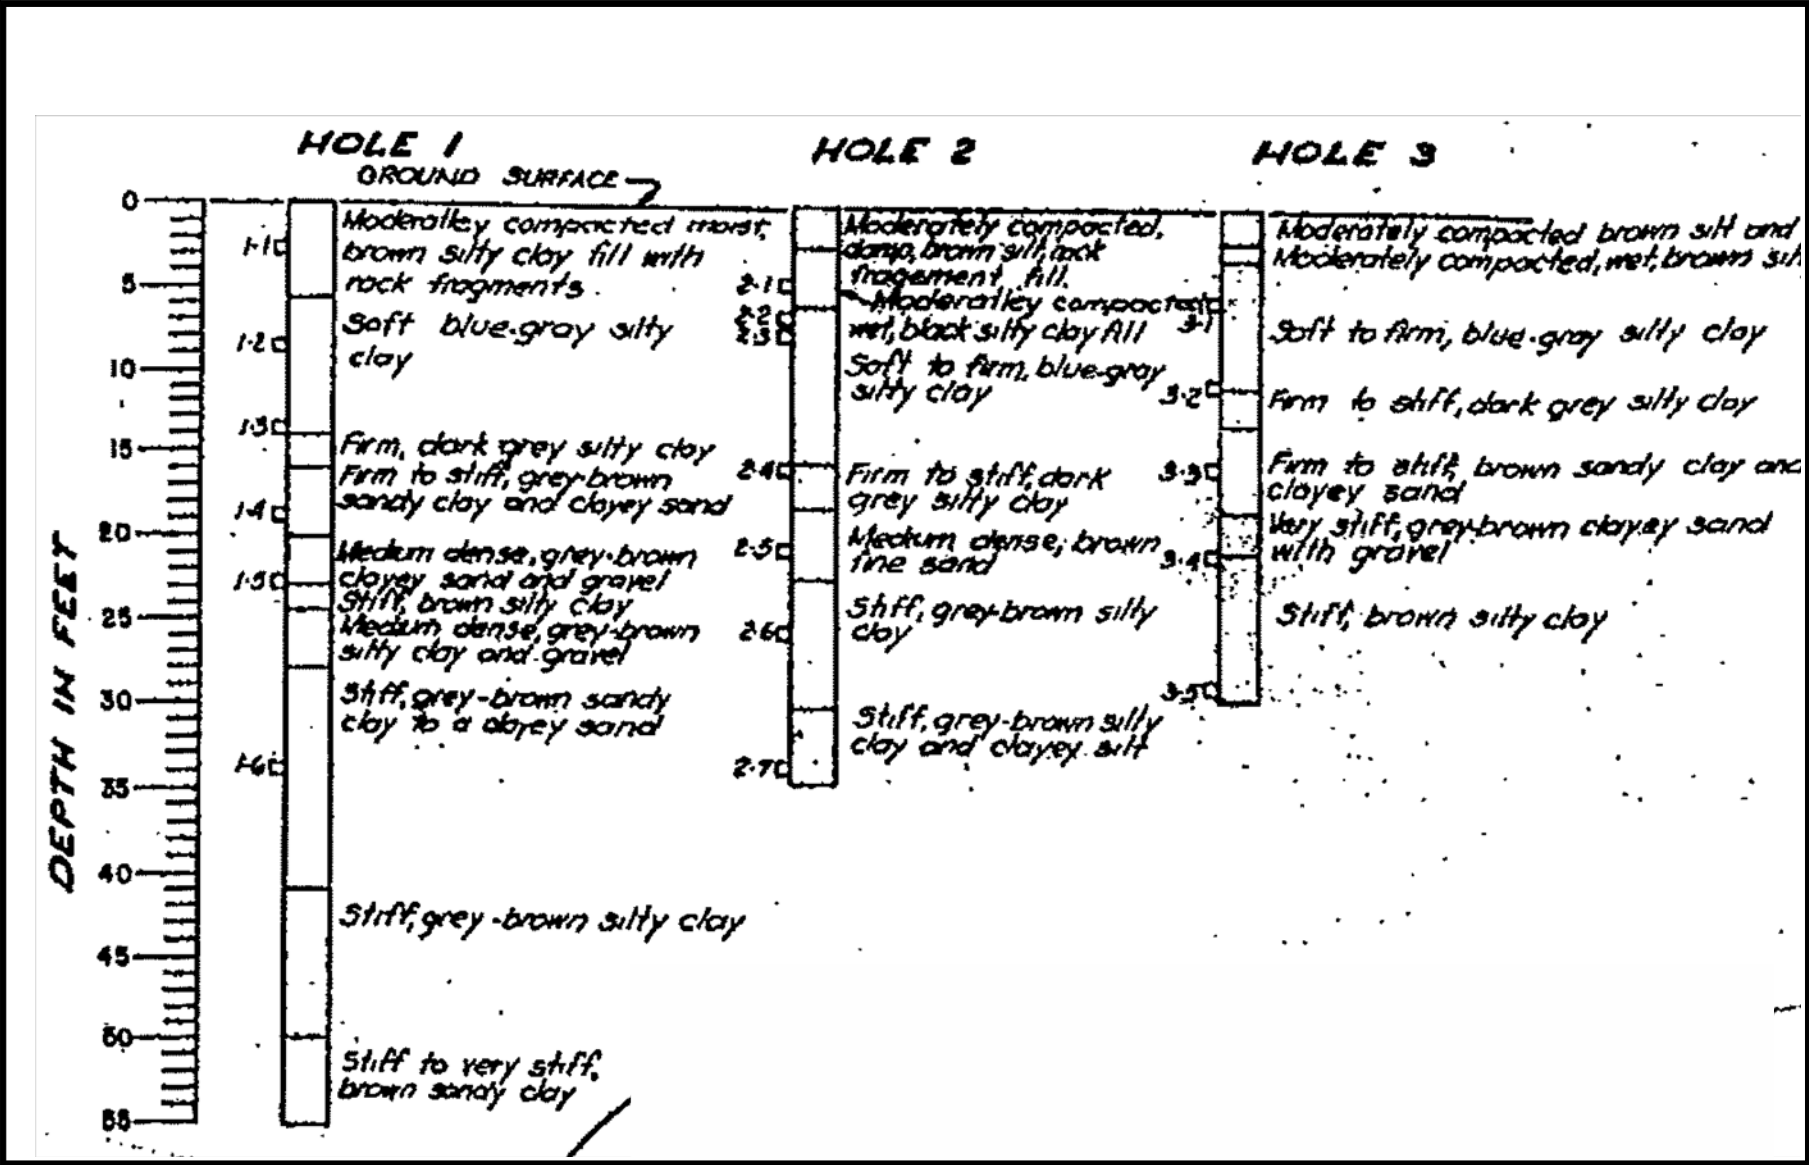 HOLE 1
GROUND SURFACE
HOLE 2
HOLE 3
DEPTH IN FEET
0
5
10
15
20
25
30
35
40
45
50
55
1-1
1-2
1-3
1-4
1-5
1-6
Moderatley compacted moist,
brown silty clay fill with
rock fragments
Soft blue-gray silty
clay
Firm, dark grey silty clay
Firm to stiff, grey-brown
sandy clay and clayey sand
Medium dense, grey-brown
clayey sand and gravel
Stiff, brown silty clay
Medium dense, grey-brown
silty clay and gravel
Stiff, grey-brown sandy
clay to a clayey sand
Stiff, grey-brown silty clay
Stiff to very stiff,
brown sandy clay
2-1
2-2
2-3
2-4
2-5
2-6
2-7
Moderately compacted,
damp, brown silt, rock
fragement fill.
Moderatley compacted
wet, black silty clay fill
Soft to firm, blue-gray
silty clay
Firm to stiff, dark
grey silty clay
Medium dense, brown
fine sand
Stiff, grey-brown silty
clay
Stiff, grey-brown silty
clay and clayey silt
3-1
3-2
3-3
3-4
3-5
Moderately compacted brown silt and
Moderately compacted, wet, brown
Soft to firm, blue-gray silty clay
Firm to stiff, dark grey silty clay
Firm to stiff, brown sandy clay and
clayey sand
Very stiff, grey-brown clayey sand
with gravel
Stiff, brown silty clay